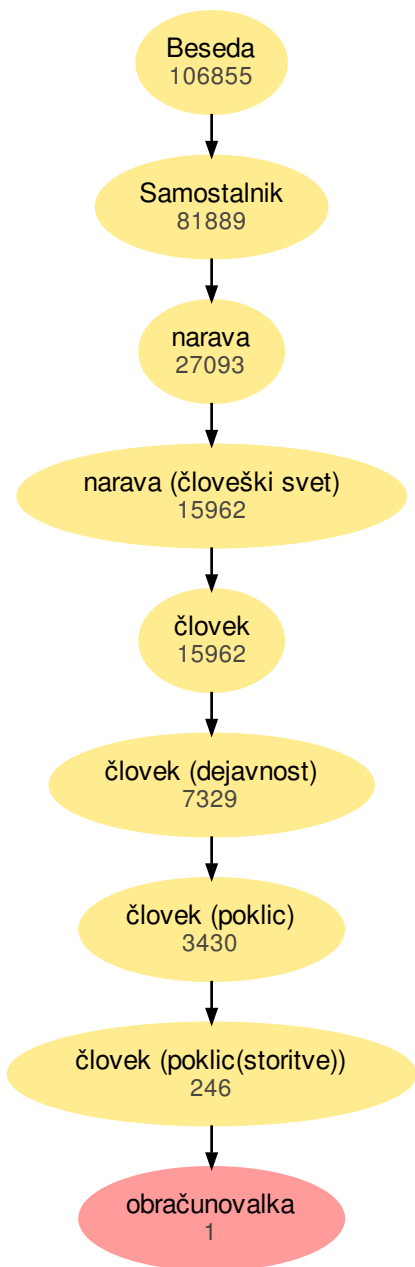 Beseda
106855
Samostalnik
81889
narava
27093
narava (človeški svet)
15962
človek
15962
človek (dejavnost)
7329
človek (poklic)
3430
človek (poklic(storitve))
246
obračunovalka
1